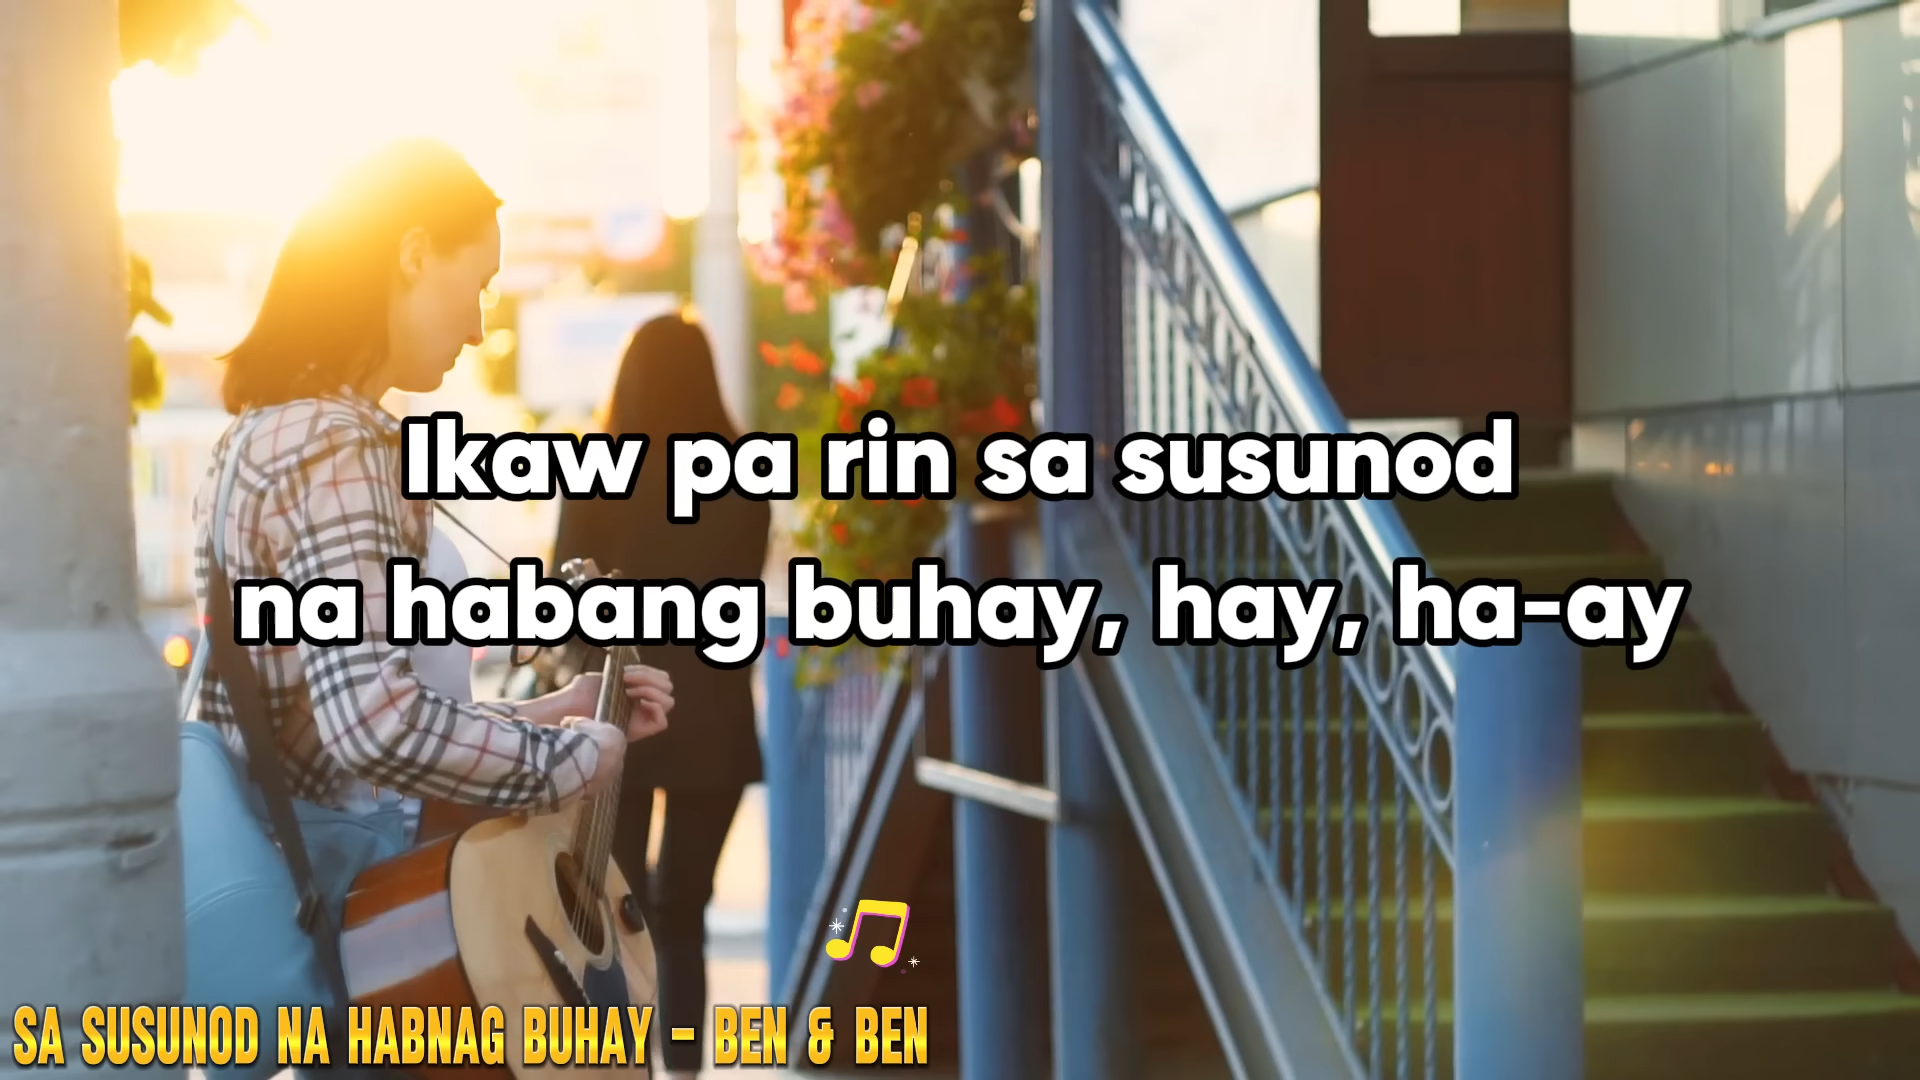 Ikaw pa rin sa susunod
na habang buhay, hay, ha-ay
SA SUSUNOD NA HABNAG BUHAY - BEN & BEN